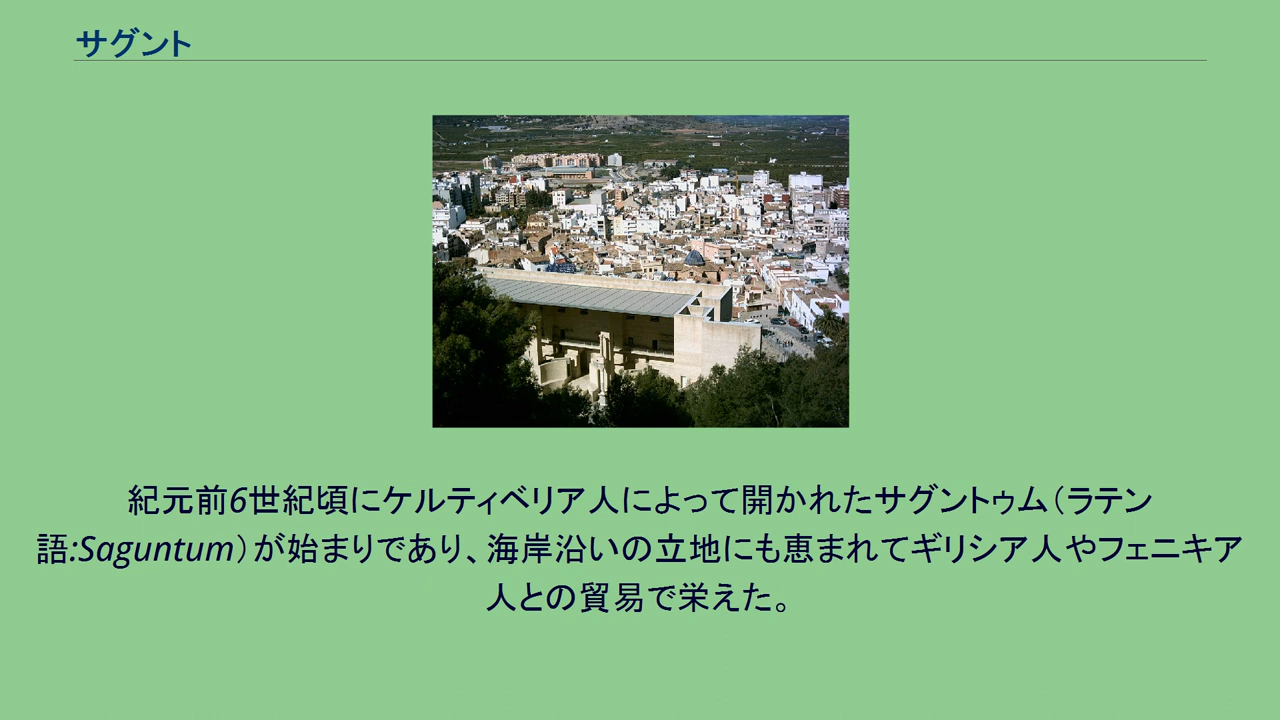 サグント
紀元前6世紀頃にケルティベリア人によって開かれたサグントゥム（ラテン
語:Saguntum）が始まりであり、海岸沿いの立地にも恵まれてギリシア人やフェニキア
人との貿易で栄えた。